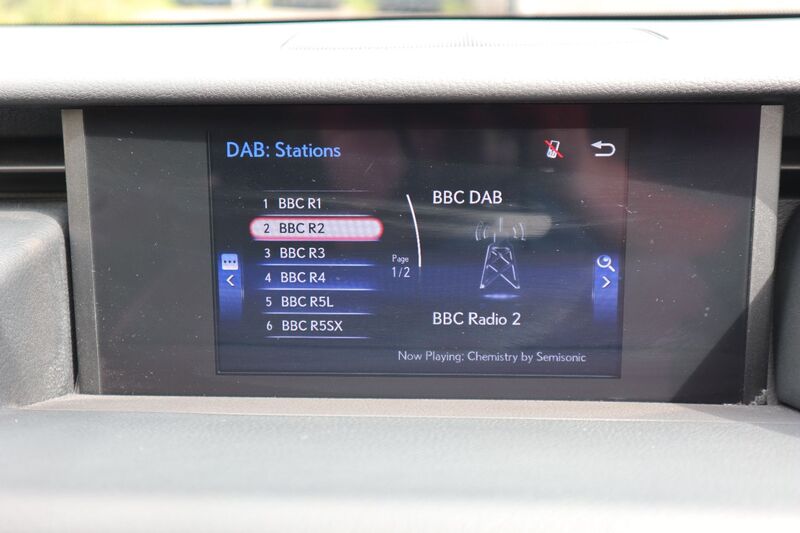 DAB: Stations
1 BBC R1
2 BBC R2
3 BBC R3
4 BBC R4
5 BBC R5L
6 BBC R5SX
Page
1/2
BBC DAB
BBC Radio 2
Now Playing: Chemistry by Semisonic